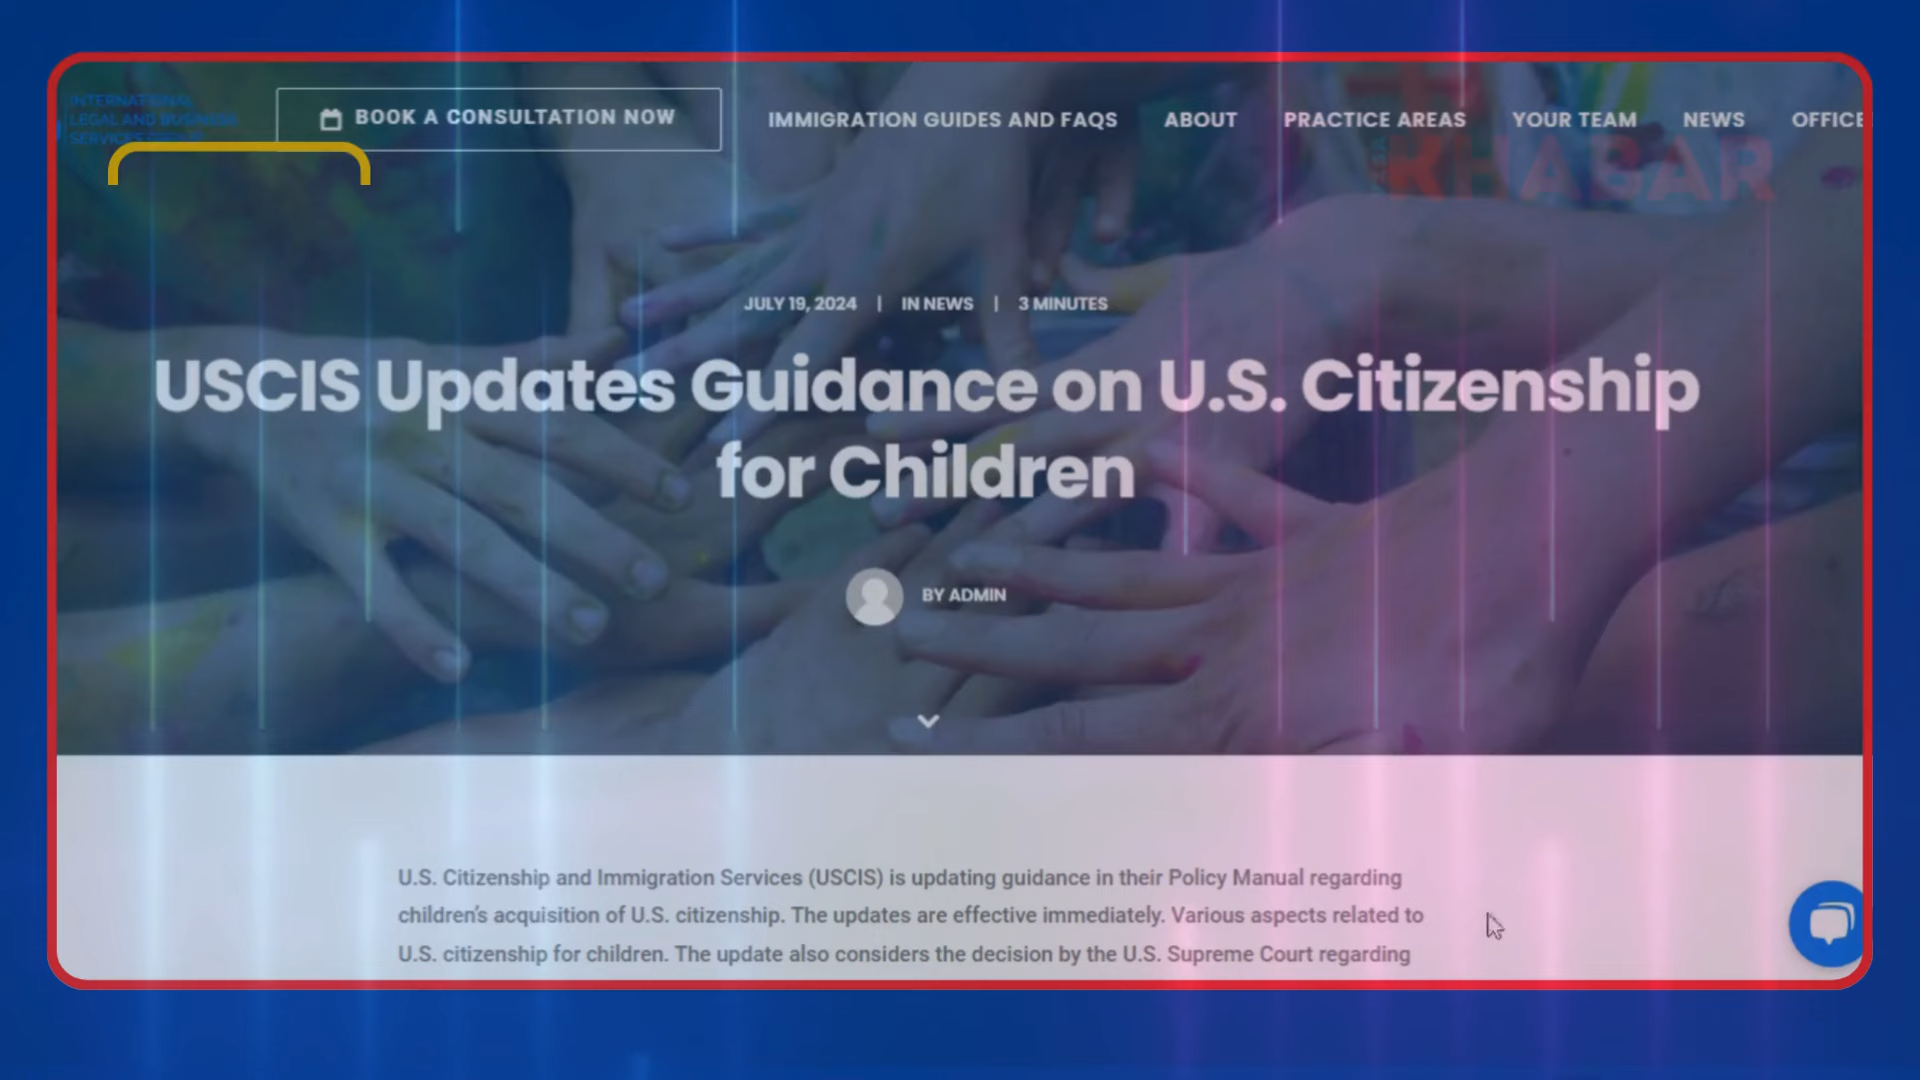 INTERNATIONAL
LEGAL AND BUSINESS
SERVICES GROUP
BOOK A CONSULTATION NOW
IMMIGRATION GUIDES AND FAQS
ABOUT
PRACTICE AREAS
YOUR TEAM
NEWS
OFFICE
KHABAR
JULY 19, 2024 | IN NEWS | 3 MINUTES
USCIS Updates Guidance on U.S. Citizenship
for Children
BY ADMIN
U.S. Citizenship and Immigration Services (USCIS) is updating guidance in their Policy Manual regarding
children's acquisition of U.S. citizenship. The updates are effective immediately. Various aspects related to
U.S. citizenship for children. The update also considers the decision by the U.S. Supreme Court regarding